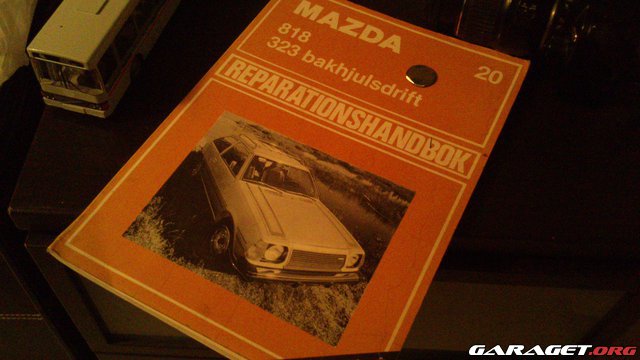 MAZDA
818
323 bakhjulsdrift
20
REPARATIONSHANDBOK
GARAGET.ORG